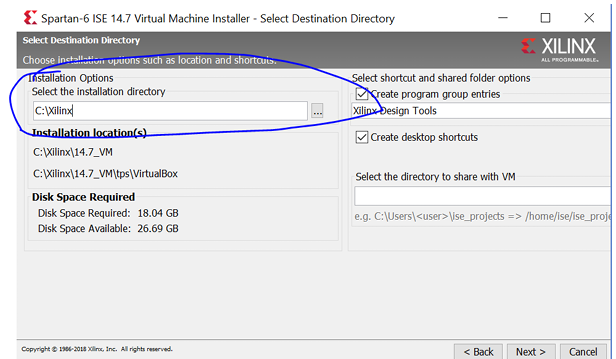 Spartan-6 ISE 14.7 Virtual Machine Installer - Select Destination Directory
Select Destination Directory
Choose installation options such as location and shortcuts.
XILINX
ALL PROGRAMMABLE.
Installation Options
Select the installation directory
C:\Xilinx
...
Installation location(s)
C:\Xilinx\14.7_VM
C:\Xilinx\14.7_VM\tps\VirtualBox
Disk Space Required
Disk Space Required: 18.04 GB
Disk Space Available: 26.69 GB
Select shortcut and shared folder options
Create program group entries
Xilinx Design Tools
Create desktop shortcuts
Select the directory to share with VM
e.g. C:\Users\<user>\ise_projects => /home/ise/ise_proje
Copyright © 1986-2018 Xilinx, Inc. All rights reserved.
< Back
Next >
Cancel